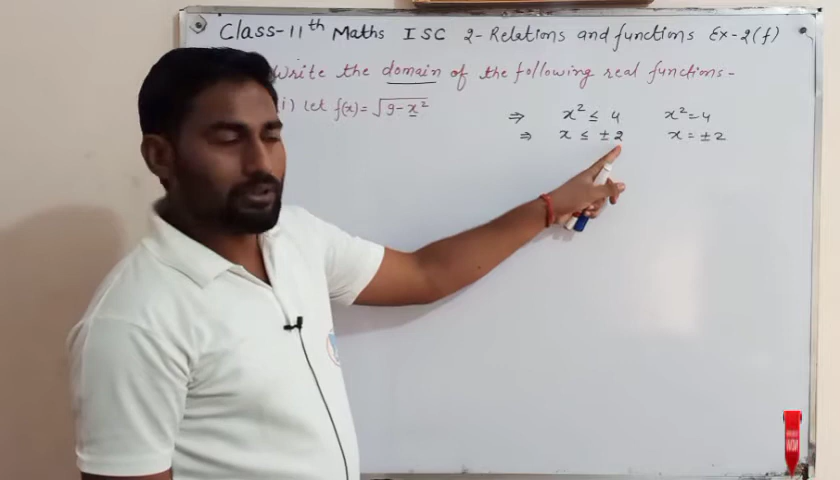 Class-11th Maths ISC 2-Relations and functions Ex-2(f)
Write the domain of the following real functions-
i) Let f(x)=√9-x²
⇒ x² ≤ 4 x²=4
⇒ x ≤ ±2 x=±2